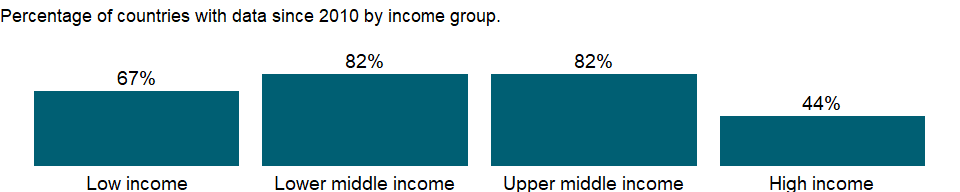 Percentage of countries with data since 2010 by income group.
67%
82%
82%
44%
Low income
Lower middle income
Upper middle income
High income